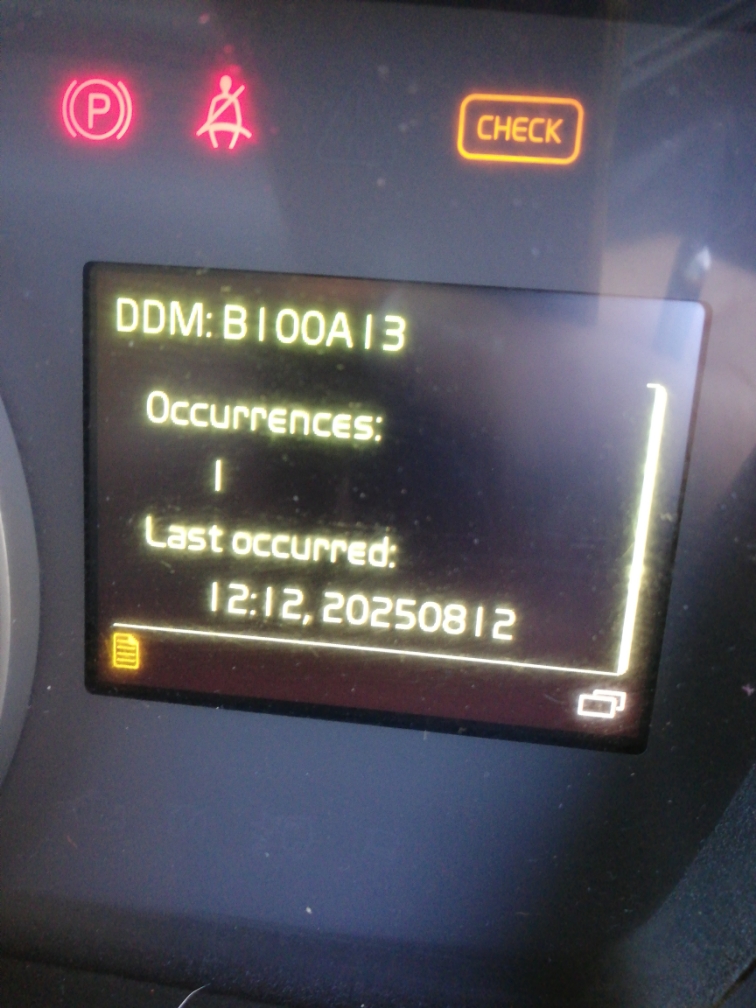 P
CHECK
DDM: B100A13
Occurrences:
1
Last occurred:
12:12, 20250812